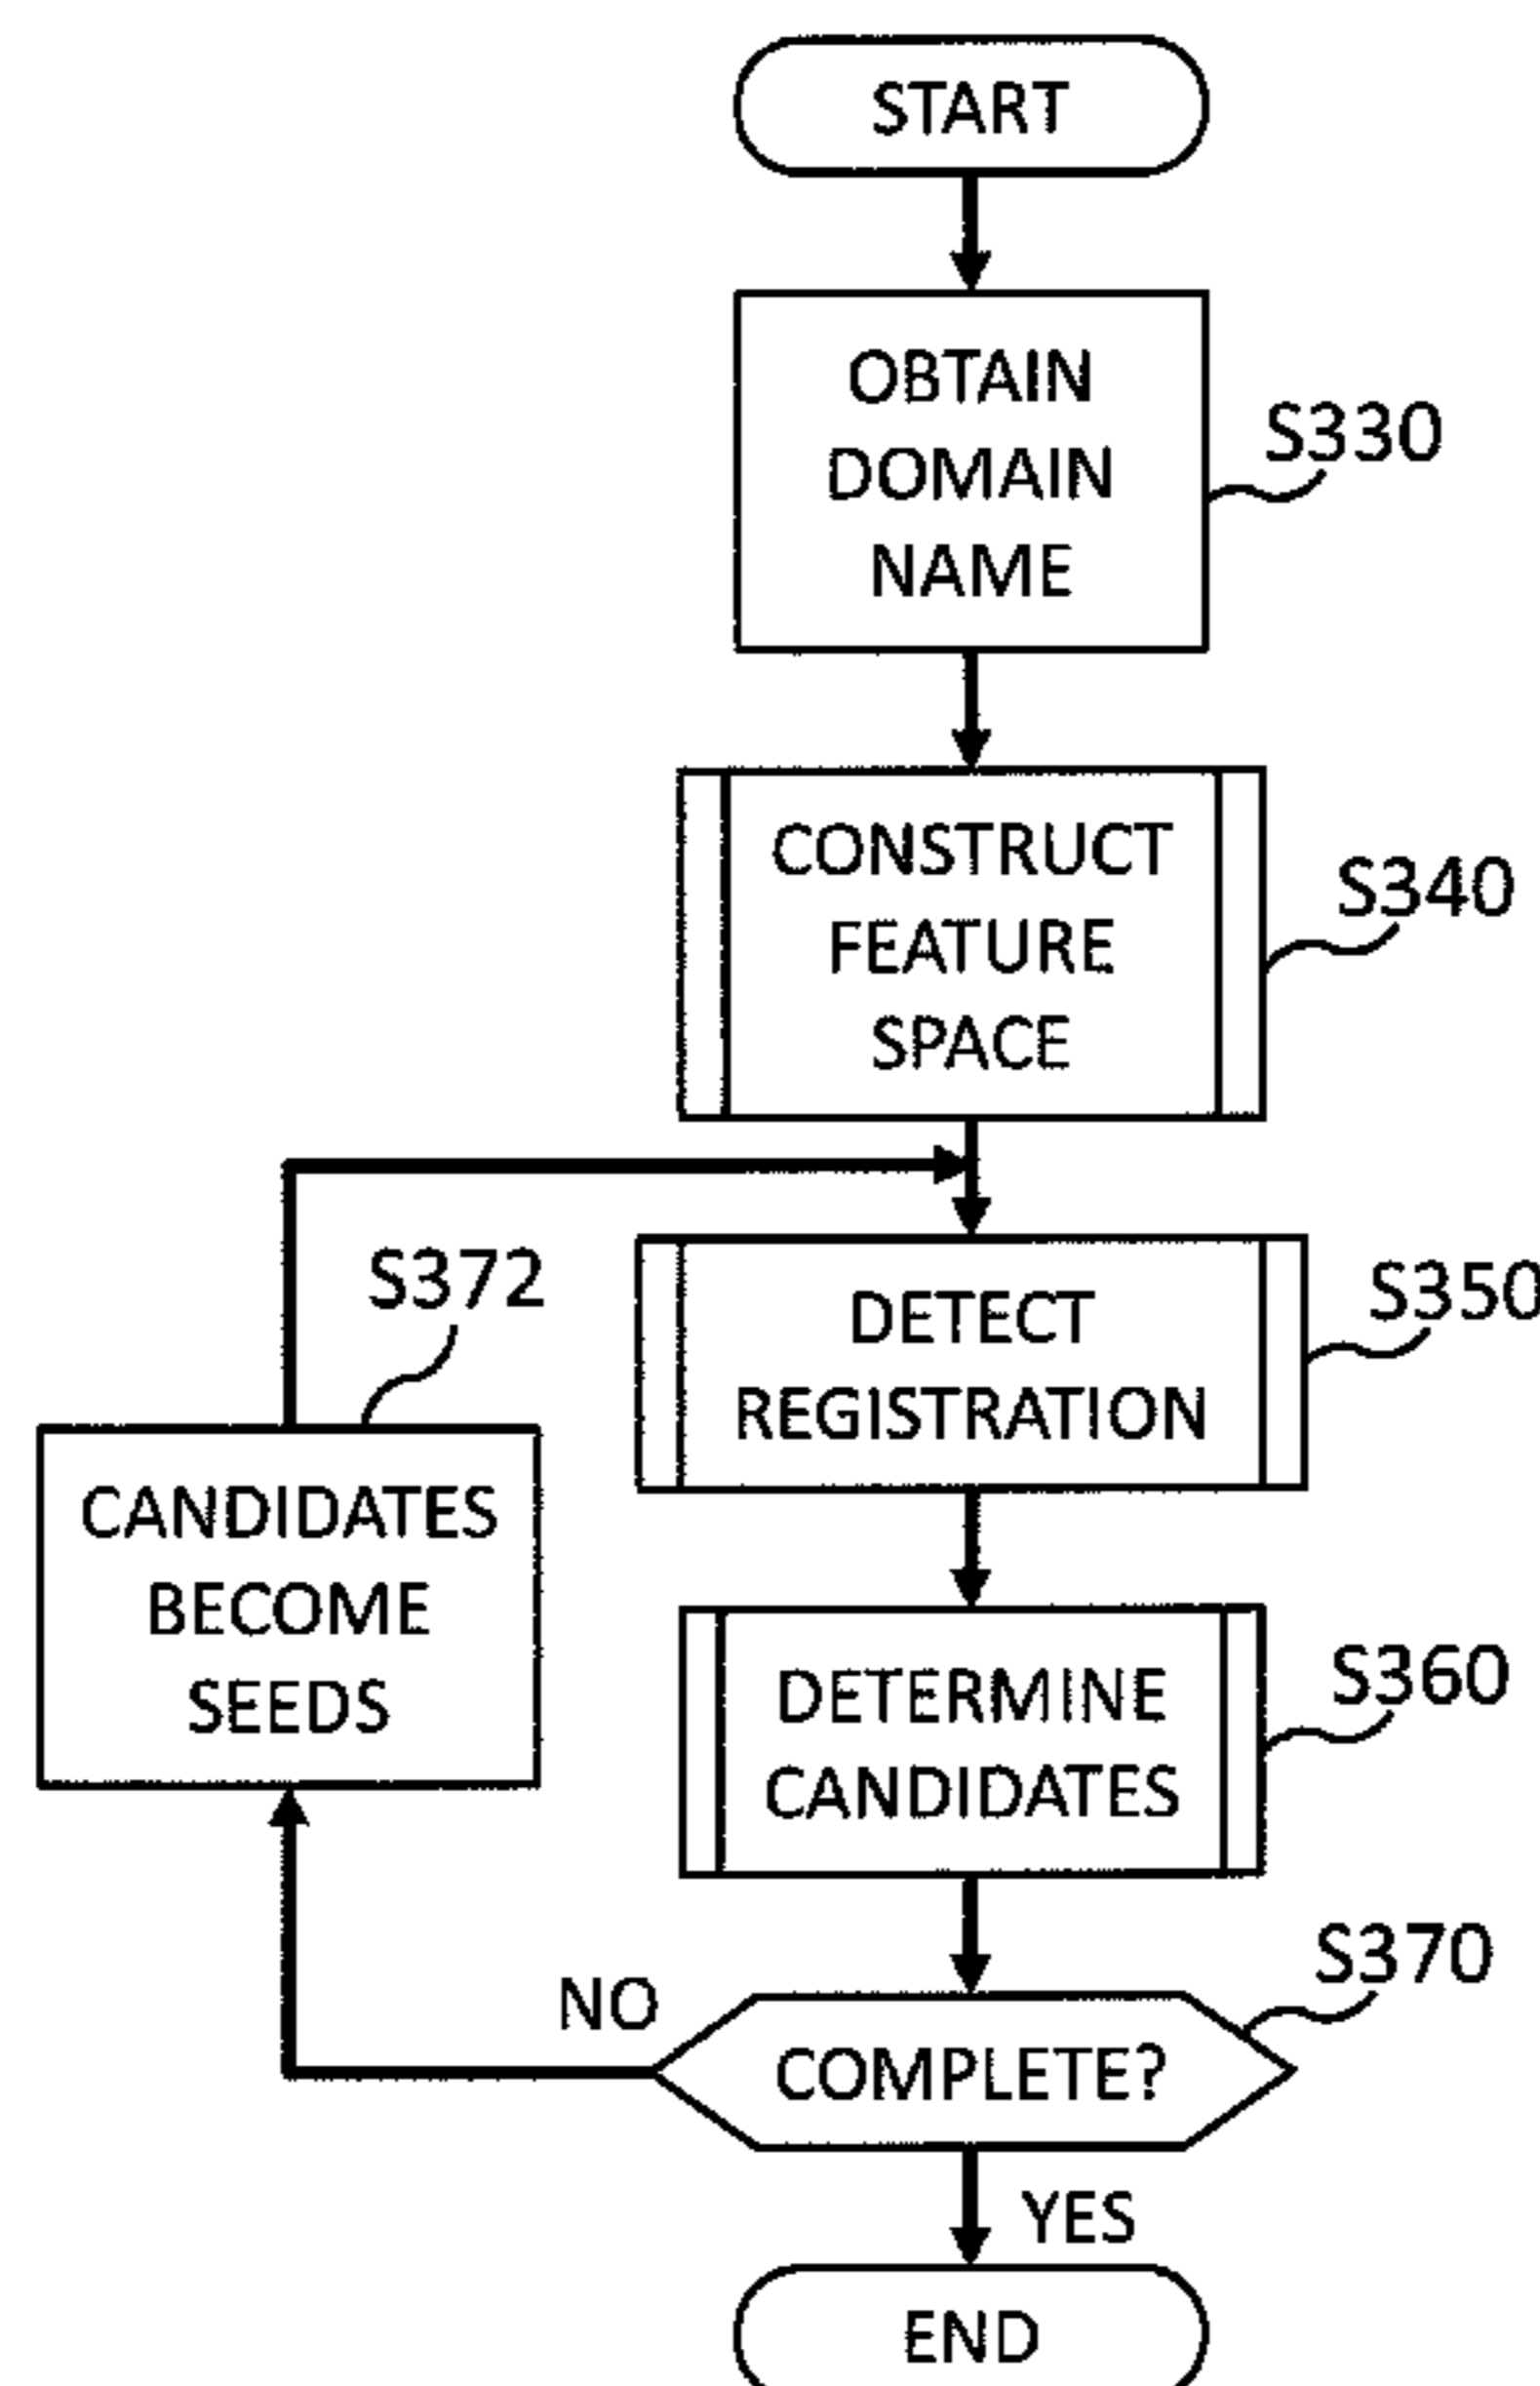 START
OBTAIN
DOMAIN
NAME
S330
CONSTRUCT
FEATURE
SPACE
S340
S372
DETECT
REGISTRATION
S350
CANDIDATES
BECOME
SEEDS
DETERMINE
CANDIDATES
S360
S370
NO
COMPLETE?
YES
END